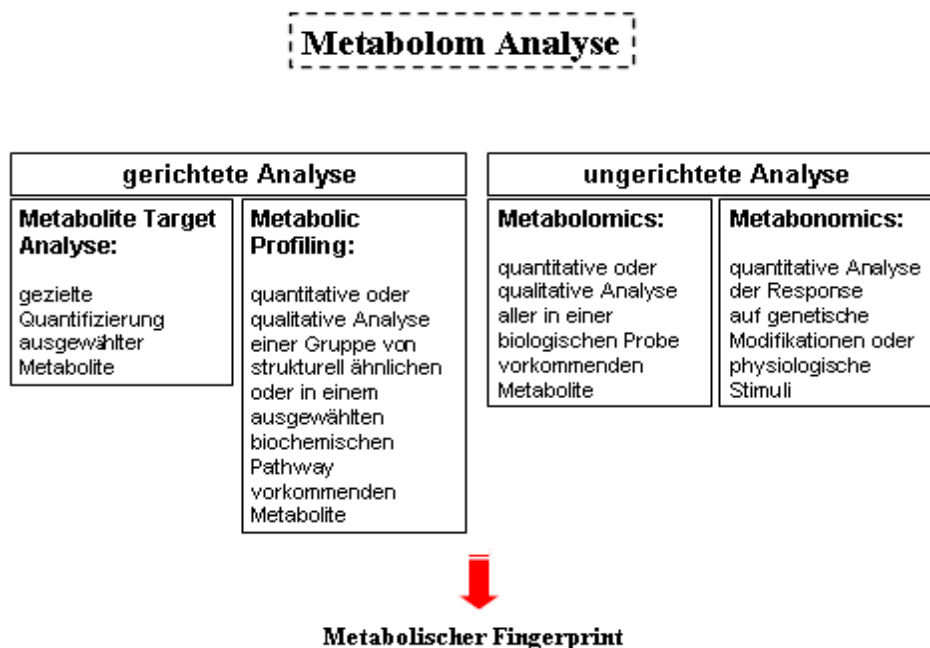 Metabolom Analyse
gerichtete Analyse
Metabolite Target
Analyse:
gezielte
Quantifizierung
ausgewählter
Metabolite
Metabolic
Profiling:
quantitative oder
qualitative Analyse
einer Gruppe von
strukturell ähnlichen
oder in einem
ausgewählten
biochemischen
Pathway
vorkommenden
Metabolite
ungerichtete Analyse
Metabolomics:
quantitative oder
qualitative Analyse
aller in einer
biologischen Probe
vorkommenden
Metabolite
Metabonomics:
quantitative Analyse
der Response
auf genetische
Modifikationen oder
physiologische
Stimuli
Metabolischer Fingerprint